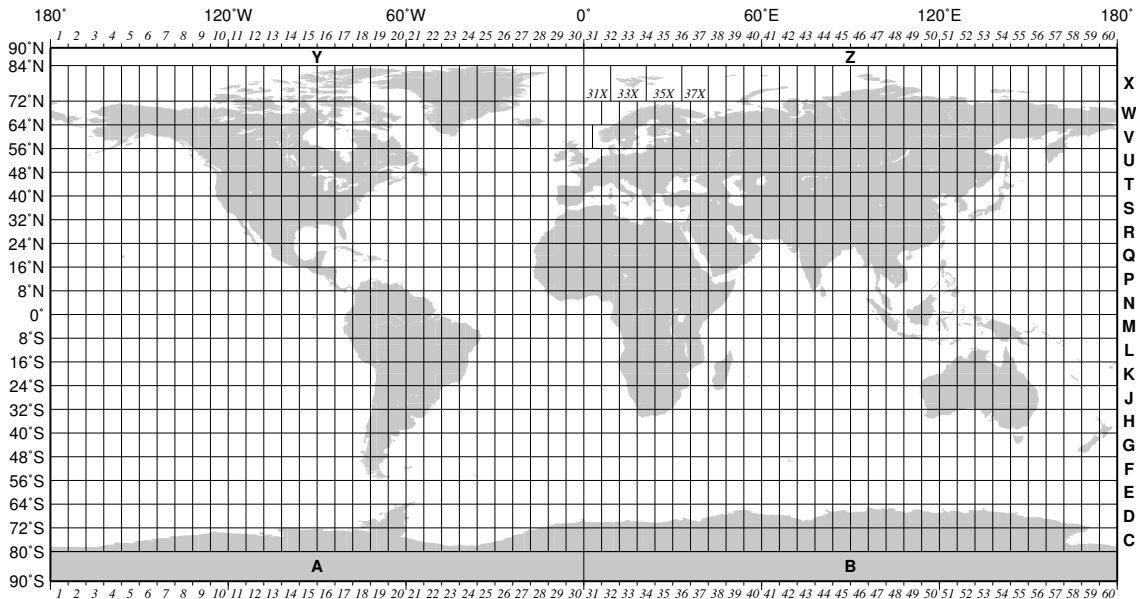 180˚ 120˚W 60˚W 0˚ 60˚E 120˚E 180˚
1 2 3 4 5 6 7 8 9 10 11 12 13 14 15 16 17 18 19 20 21 22 23 24 25 26 27 28 29 30 31 32 33 34 35 36 37 38 39 40 41 42 43 44 45 46 47 48 49 50 51 52 53 54 55 56 57 58 59 60
90˚N
Y Z
84˚N
X
31X 33X 35X 37X
72˚N
W
64˚N
V
56˚N
U
48˚N
T
40˚N
S
32˚N
R
24˚N
Q
16˚N
P
8˚N
N
0˚
M
8˚S
L
16˚S
K
24˚S
J
32˚S
H
40˚S
G
48˚S
F
56˚S
E
64˚S
D
72˚S
C
80˚S
A B
90˚S
1 2 3 4 5 6 7 8 9 10 11 12 13 14 15 16 17 18 19 20 21 22 23 24 25 26 27 28 29 30 31 32 33 34 35 36 37 38 39 40 41 42 43 44 45 46 47 48 49 50 51 52 53 54 55 56 57 58 59 60